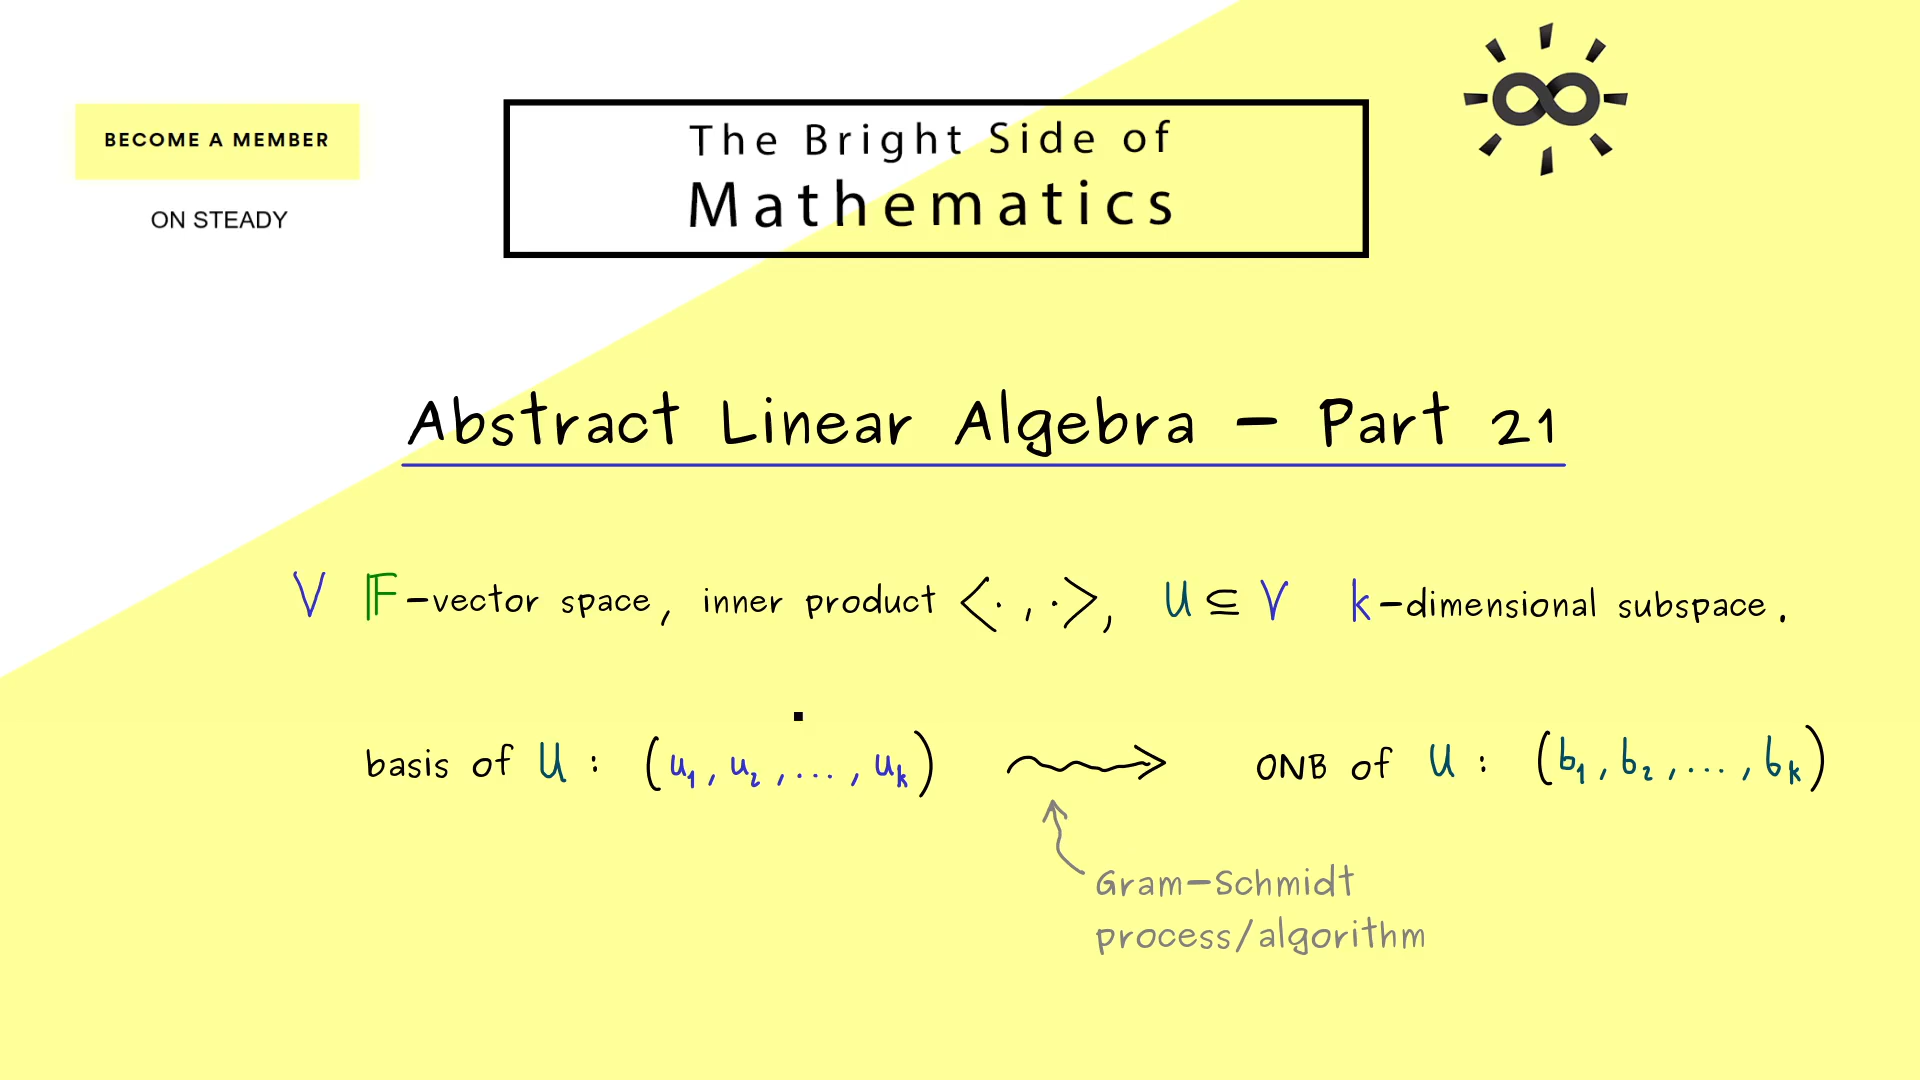 BECOME A MEMBER
ON STEADY
The Bright Side of
Mathematics
Abstract Linear Algebra – Part 21
V 𝔽-vector space, inner product <· , ·>, U ⊆ V k-dimensional subspace.
basis of U : (u₁, u₂, ..., uₖ) ⟿ ONB of U : (b₁, b₂, ..., bₖ)
Gram-Schmidt
process/algorithm